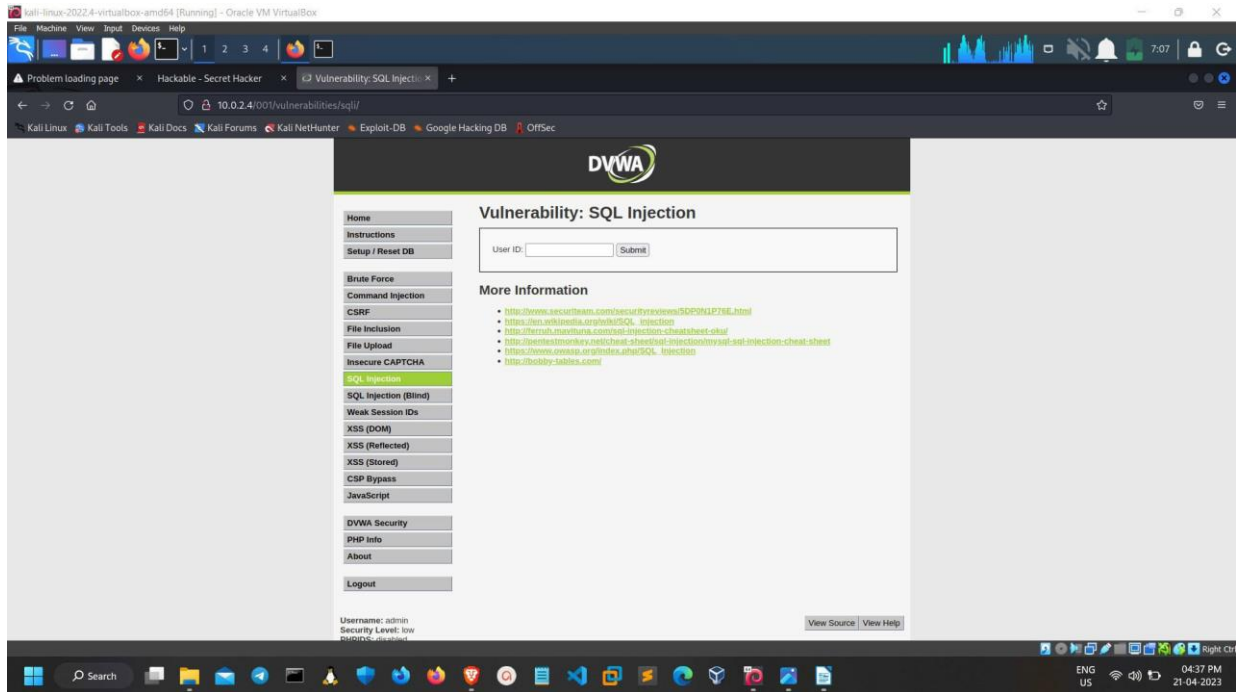 kali-linux-2022.4-virtualbox-amd64 [Running] - Oracle VM VirtualBox
File Machine View Input Devices Help
1 2 3 4
7:07
Problem loading page × Hackable - Secret Hacker × Vulnerability: SQL Injectio × +
10.0.2.4/001/vulnerabilities/sqli/
Kali Linux Kali Tools Kali Docs Kali Forums Kali NetHunter Exploit-DB Google Hacking DB OffSec
DVWA
Home
Instructions
Setup / Reset DB
Brute Force
Command Injection
CSRF
File Inclusion
File Upload
Insecure CAPTCHA
SQL Injection
SQL Injection (Blind)
Weak Session IDs
XSS (DOM)
XSS (Reflected)
XSS (Stored)
CSP Bypass
JavaScript
DVWA Security
PHP Info
About
Logout
Vulnerability: SQL Injection
User ID: Submit
More Information
http://www.securiteam.com/securityreviews/5DP0N1P76E.html
https://en.wikipedia.org/wiki/SQL_injection
http://ferruh.mavituna.com/sql-injection-cheatsheet-oku/
http://pentestmonkey.net/cheat-sheet/sql-injection/mysql-sql-injection-cheat-sheet
https://www.owasp.org/index.php/SQL_Injection
http://bobby-tables.com/
Username: admin
Security Level: low
PHPIDS: disabled
View Source View Help
Right Ctrl
Search
ENG
US
04:37 PM
21-04-2023